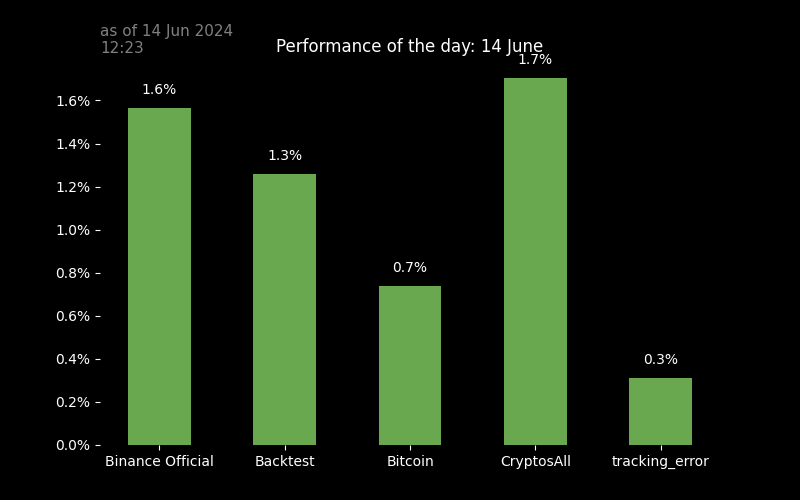 as of 14 Jun 2024
12:23
Performance of the day: 14 June
1.7%
1.6%
1.3%
0.7%
0.3%
1.6%
1.4%
1.2%
1.0%
0.8%
0.6%
0.4%
0.2%
0.0%
Binance Official
Backtest
Bitcoin
CryptosAll
tracking_error